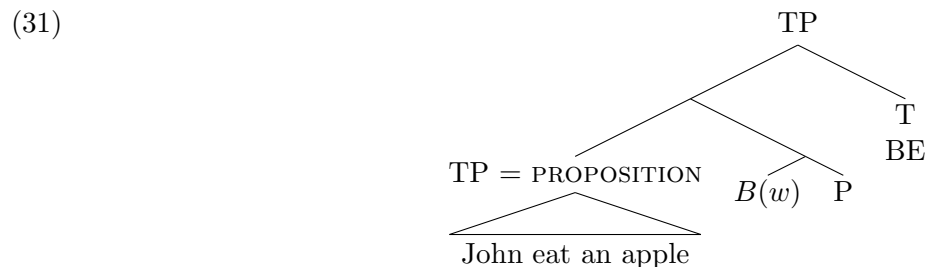 (31)
TP
T
BE
TP = PROPOSITION
B(w) P
John eat an apple